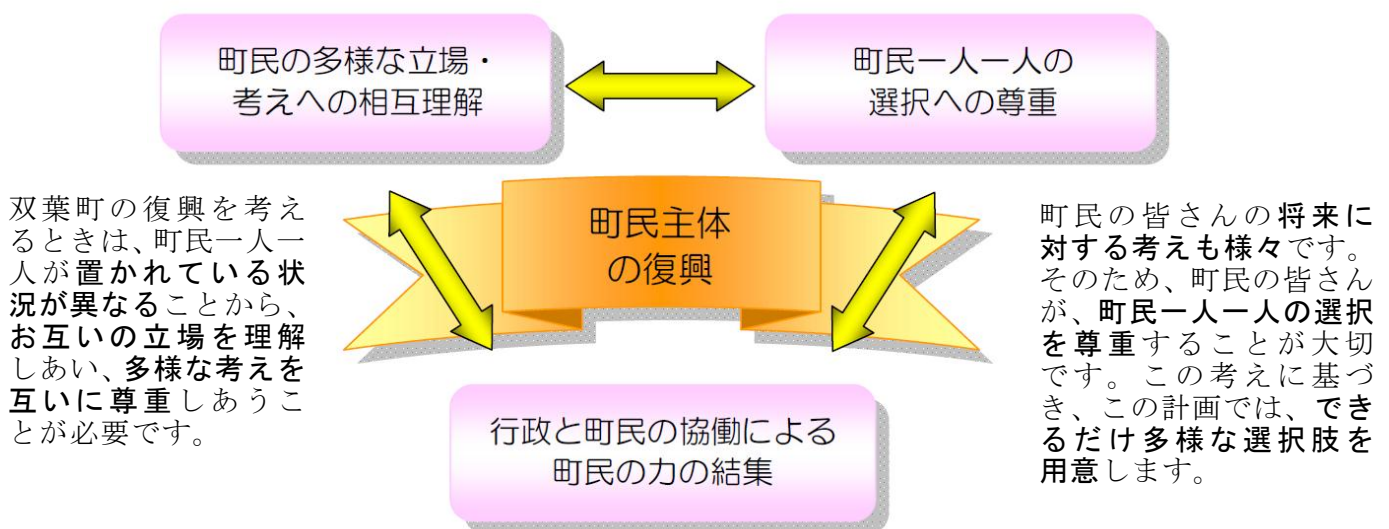 町民の多様な立場・
考えへの相互理解
町民一人一人の
選択への尊重
双葉町の復興を考え
るときは、町民一人一
人が置かれている状
況が異なることから、
お互いの立場を理解
しあい、多様な考えを
互いに尊重しあうこ
とが必要です。
町民主体
の復興
町民の皆さんの将来に
対する考えも様々です。
そのため、町民の皆さん
が、町民一人一人の選択
を尊重することが大切
です。この考えに基づ
き、この計画では、でき
るだけ多様な選択肢を
用意します。
行政と町民の協働による
町民の力の結集